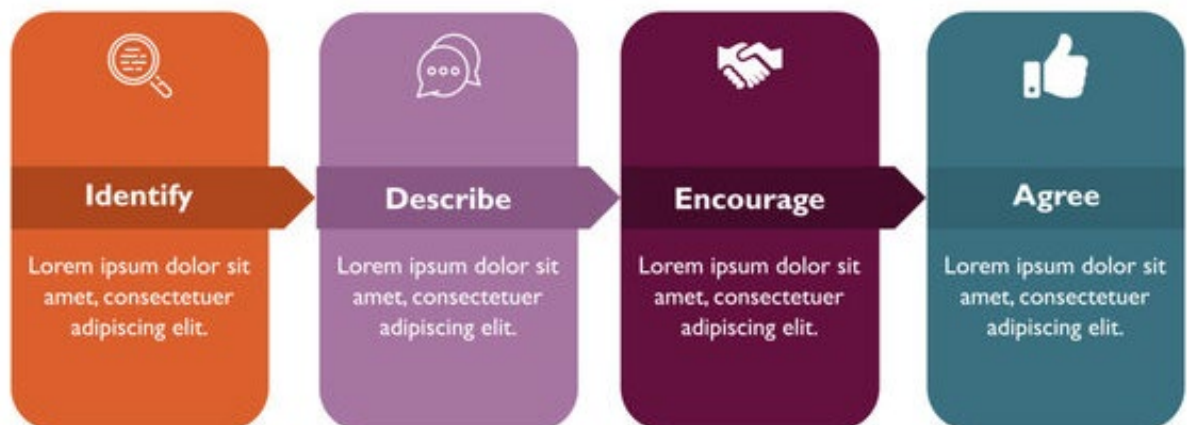 Identify
Lorem ipsum dolor sit
amet, consectetuer
adipiscing elit.
Describe
Lorem ipsum dolor sit
amet, consectetuer
adipiscing elit.
Encourage
Lorem ipsum dolor sit
amet, consectetuer
adipiscing elit.
Agree
Lorem ipsum dolor sit
amet, consectetuer
adipiscing elit.